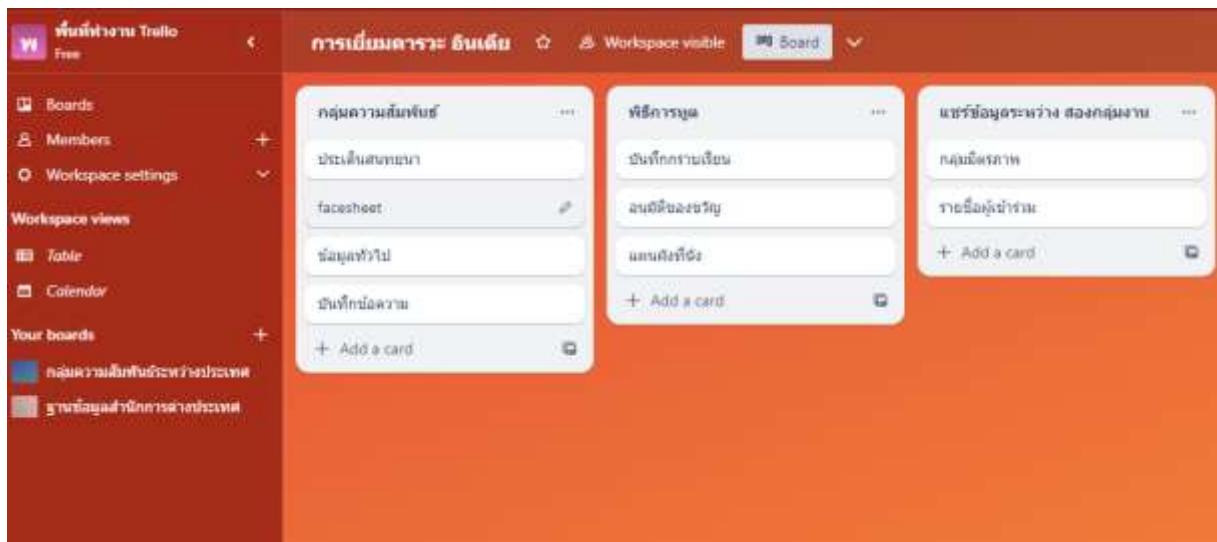 พื้นที่ทำงาน Trello
Free
Boards
Members
Workspace settings
Workspace views
Table
Calendar
Your boards
กลุ่มความสัมพันธ์ระหว่างประเทศ
ฐานข้อมูลสำนักการต่างประเทศ
การเยี่ยมคารวะ อินเดีย
Workspace visible
Board
กลุ่มความสัมพันธ์
ประเด็นสนทนา
facesheet
ข้อมูลทั่วไป
บันทึกข้อความ
+ Add a card
พิธีการทูต
บันทึกกราบเรียน
อนุมัติของขวัญ
แผนผังที่นั่ง
+ Add a card
แชร์ข้อมูลระหว่าง สองกลุ่มงาน
กลุ่มมิตรภาพ
รายชื่อผู้เข้าร่วม
+ Add a card